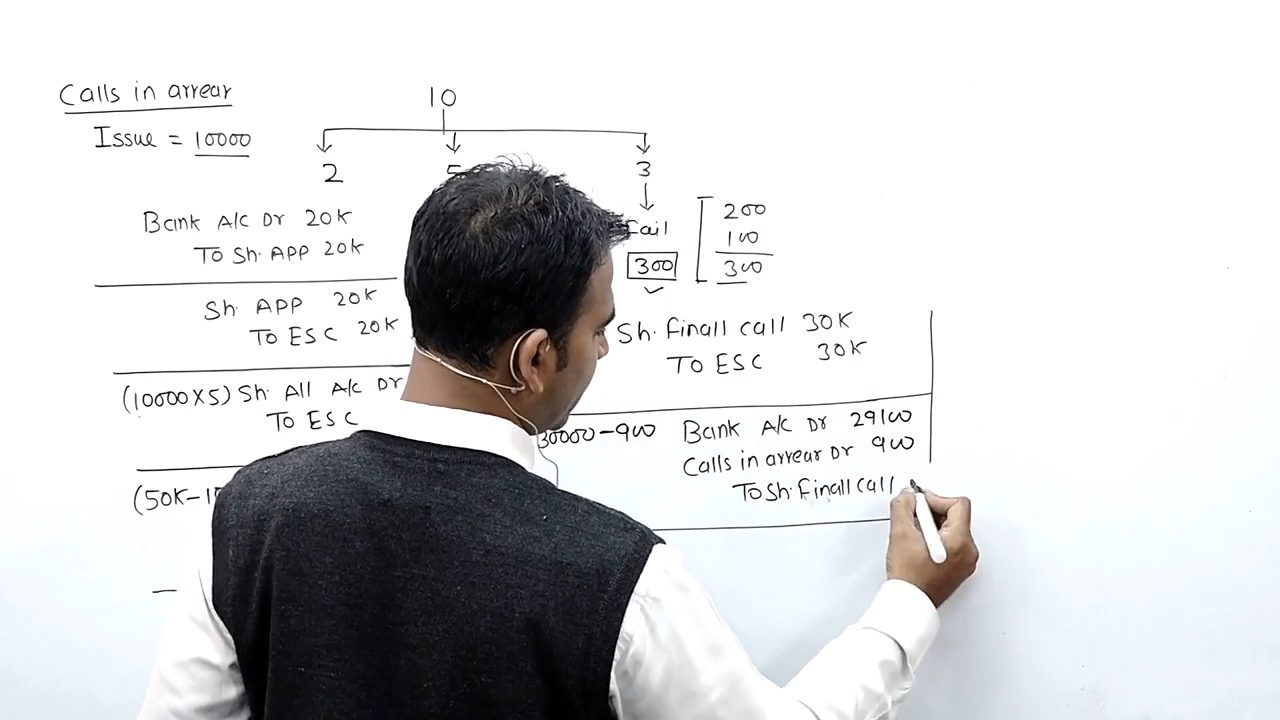 Calls in arrear
Issue = 10000
10
2 5 3
Fail
300
200
100
300
Bank A/c Dr 20K
To Sh. APP 20K
Sh. APP 20K
To ESC 20K
(10000x5) Sh. All A/c Dr
To ESC
(50K-1
Sh. Finall call 30K
To ESC 30K
30000-900 Bank A/c Dr 29100
Calls in arrear Dr 900
To Sh. Finall call